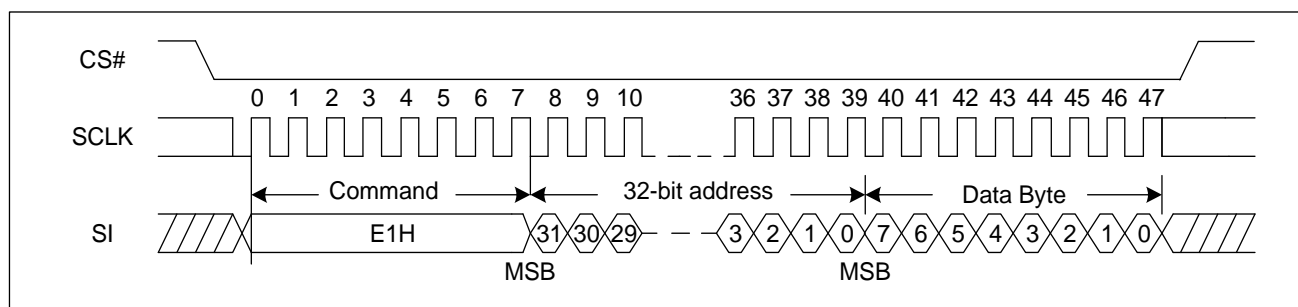 CS#
0 1 2 3 4 5 6 7 8 9 10 36 37 38 39 40 41 42 43 44 45 46 47
SCLK
Command 32-bit address Data Byte
SI E1H 31 30 29 3 2 1 0 7 6 5 4 3 2 1 0
MSB MSB